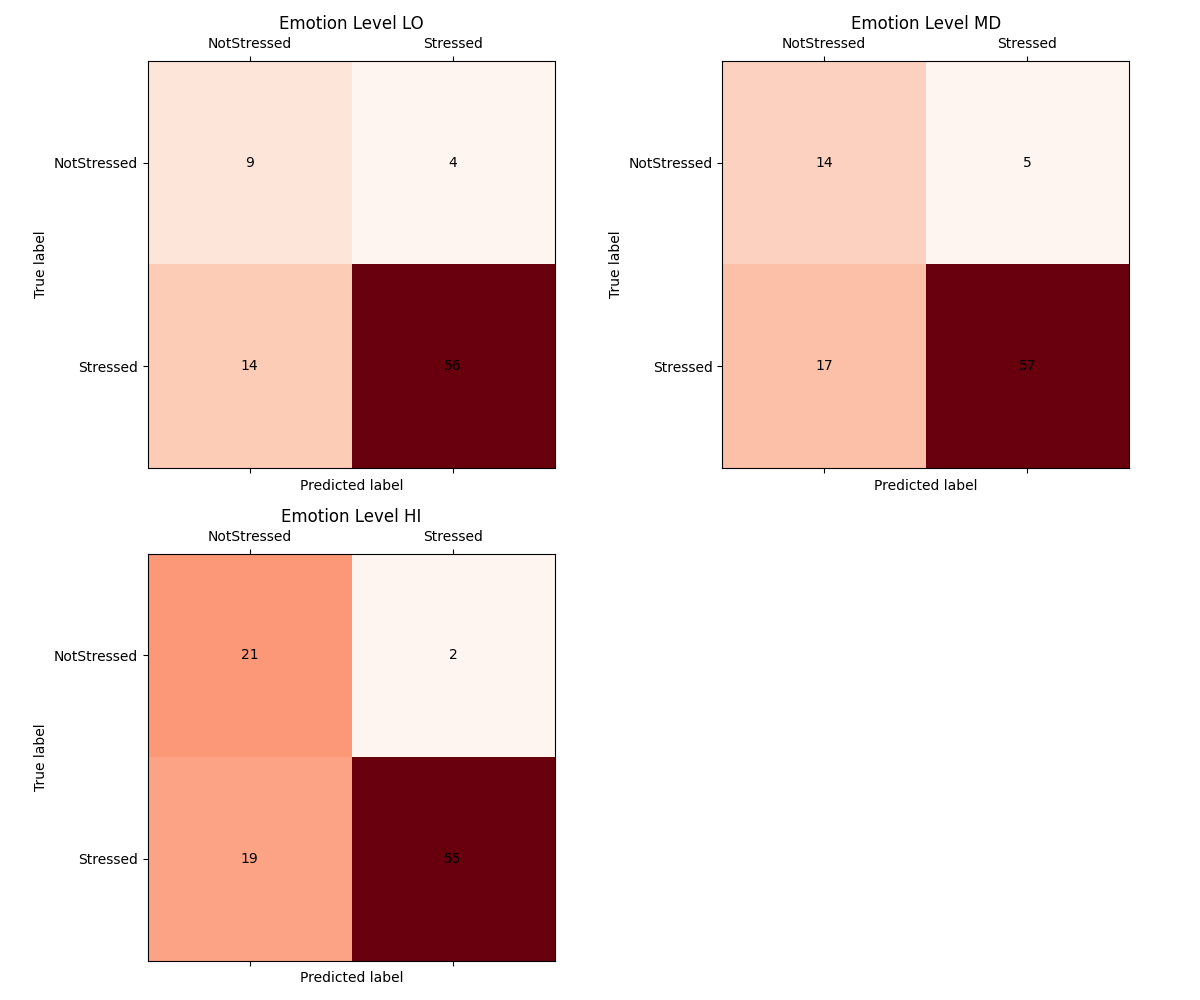 Emotion Level LO
NotStressed Stressed
NotStressed 9 4
True label
Stressed 14 56
Predicted label
Emotion Level MD
NotStressed Stressed
NotStressed 14 5
True label
Stressed 17 57
Predicted label
Emotion Level HI
NotStressed Stressed
NotStressed 21 2
True label
Stressed 19 55
Predicted label